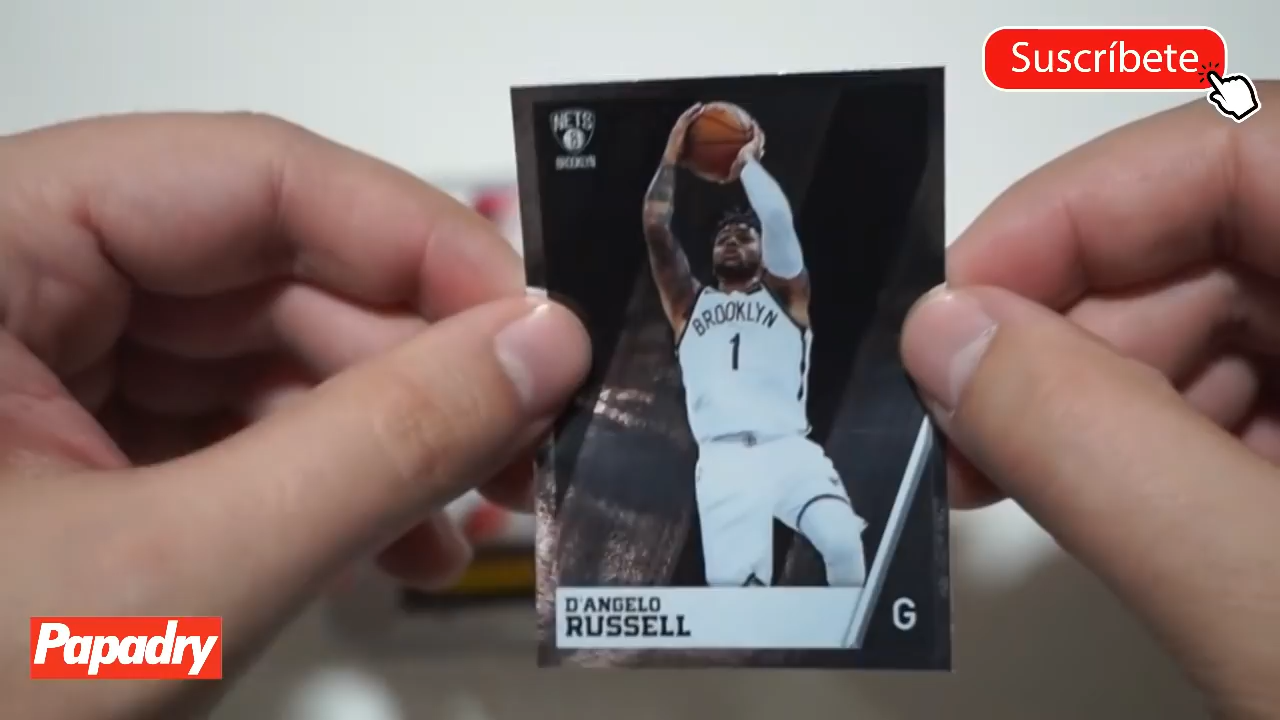 Suscríbete
NETS
B
BROOKLYN
BROOKLYN
1
D'ANGELO
RUSSELL
G
Papadry